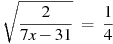 √(2/(7x − 31)) = 1/4